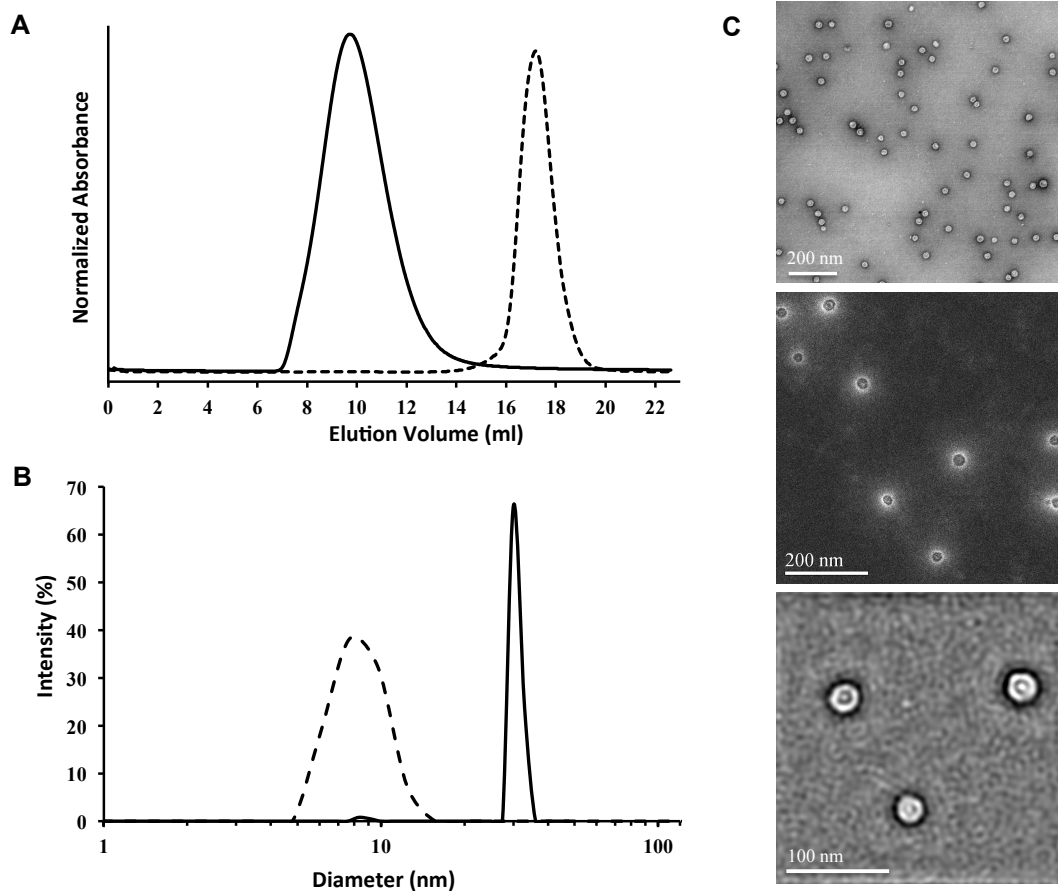 A
Normalized Absorbance
0 2 4 6 8 10 12 14 16 18 20 22
Elution Volume (ml)
B
70
60
50
40
30
20
10
0
Intensity (%)
1 10 100
Diameter (nm)
C
200 nm
200 nm
100 nm